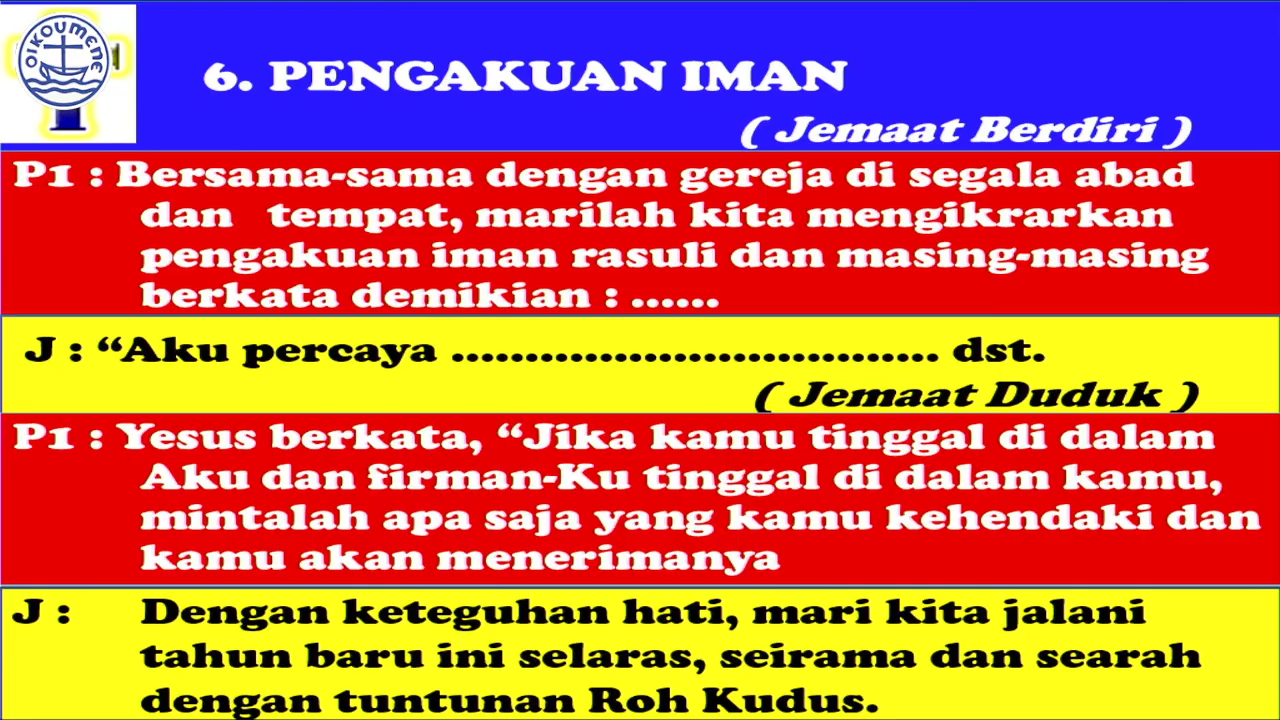 OIKOUMENE
6. PENGAKUAN IMAN
( Jemaat Berdiri )
P1 : Bersama-sama dengan gereja di segala abad
dan tempat, marilah kita mengikrarkan
pengakuan iman rasuli dan masing-masing
berkata demikian : ......
J : “Aku percaya ................................. dst.
( Jemaat Duduk )
P1 : Yesus berkata, “Jika kamu tinggal di dalam
Aku dan firman-Ku tinggal di dalam kamu,
mintalah apa saja yang kamu kehendaki dan
kamu akan menerimanya
J : Dengan keteguhan hati, mari kita jalani
tahun baru ini selaras, seirama dan searah
dengan tuntunan Roh Kudus.